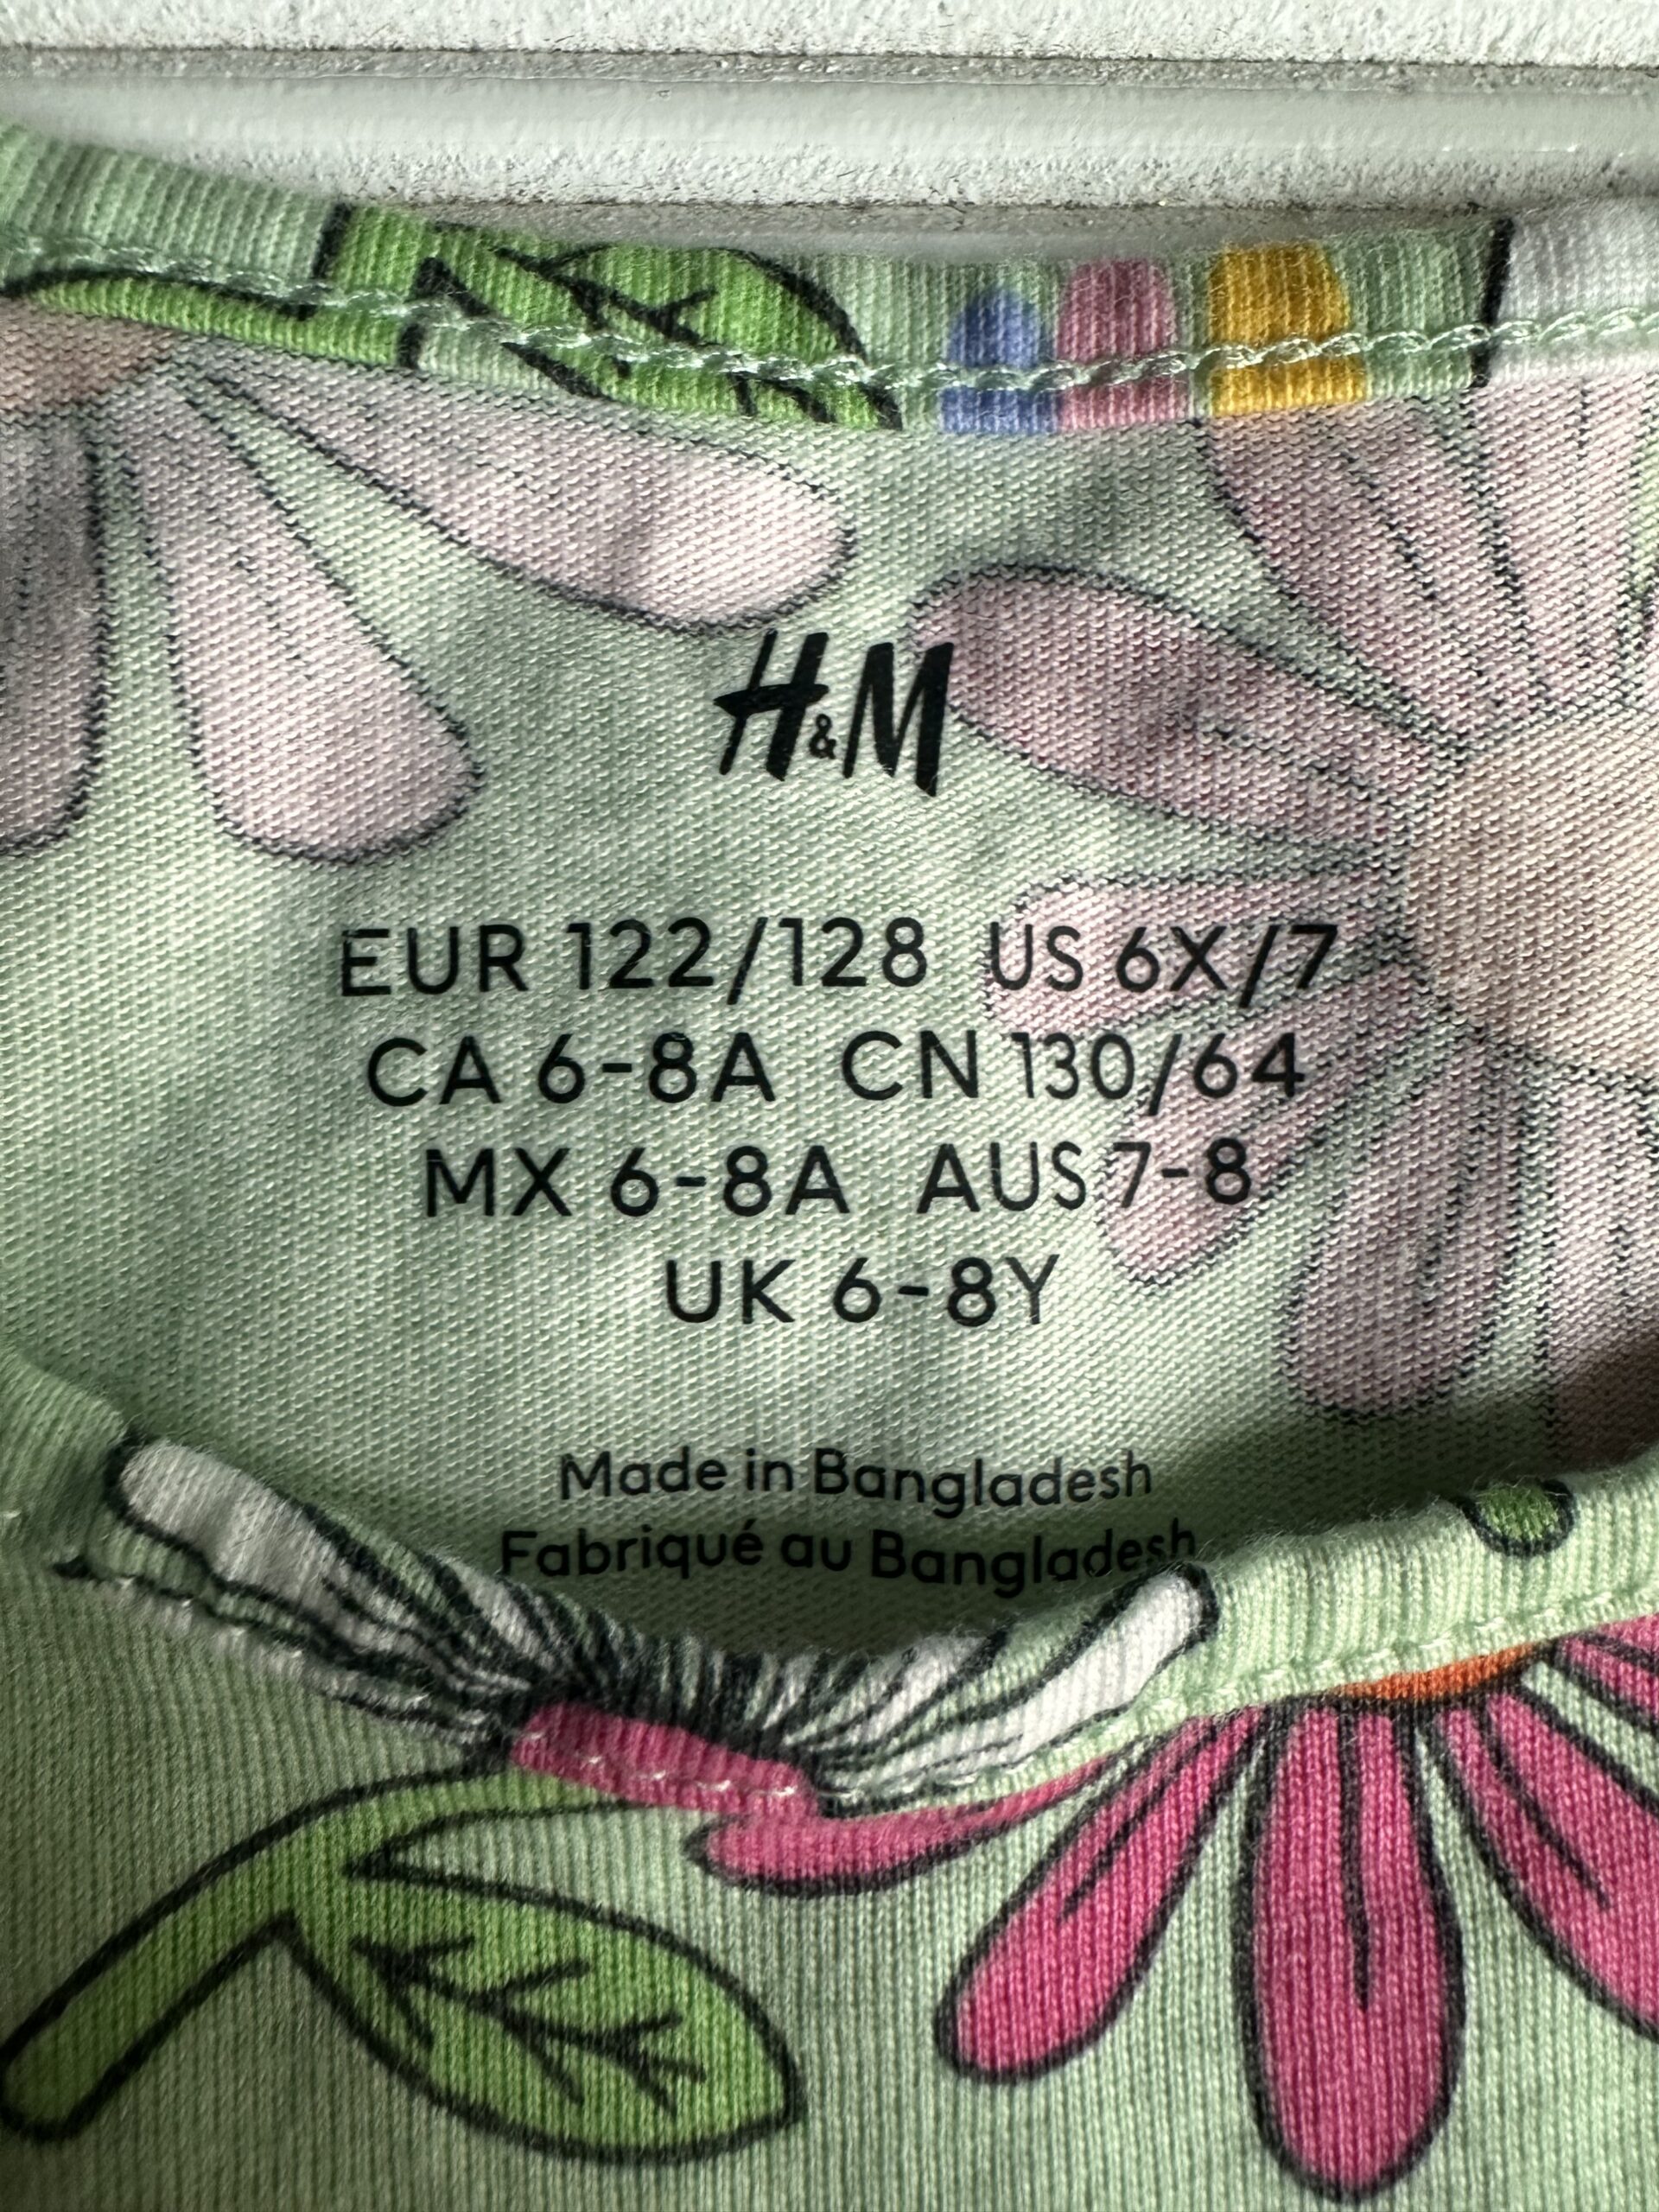 H&M
EUR 122/128 US 6X/7
CA 6-8A CN 130/64
MX 6-8A AUS 7-8
UK 6-8Y
Made in Bangladesh
Fabriqué au Bangladesh